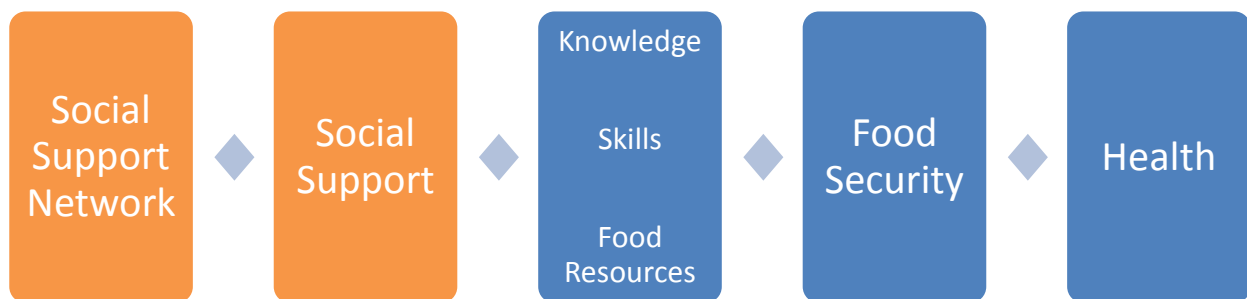 Social
Support
Network
Social
Support
Knowledge
Skills
Food
Resources
Food
Security
Health